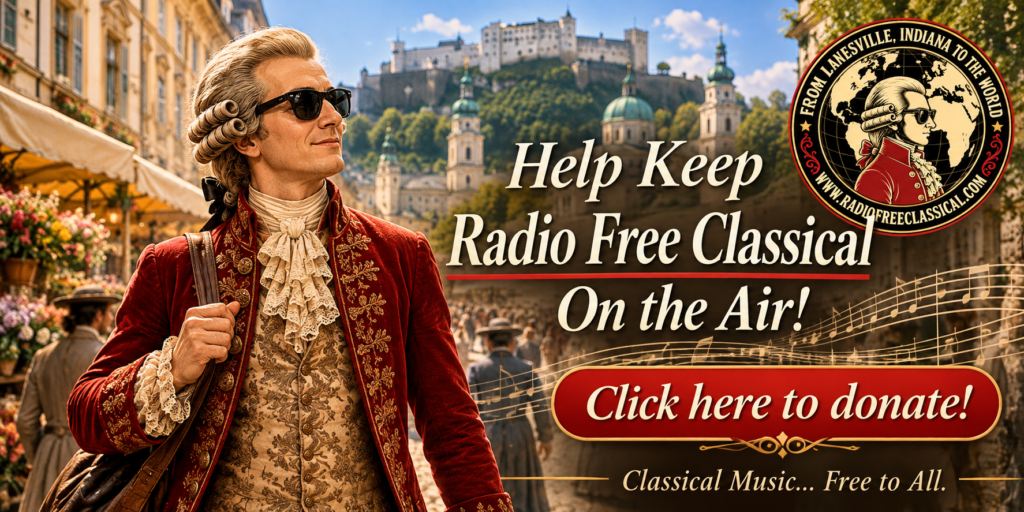 FROM LANESVILLE, INDIANA TO THE WORLD
WWW.RADIOFREECLASSICAL.COM
Help Keep
Radio Free Classical
On the Air!
Click here to donate!
Classical Music... Free to All.